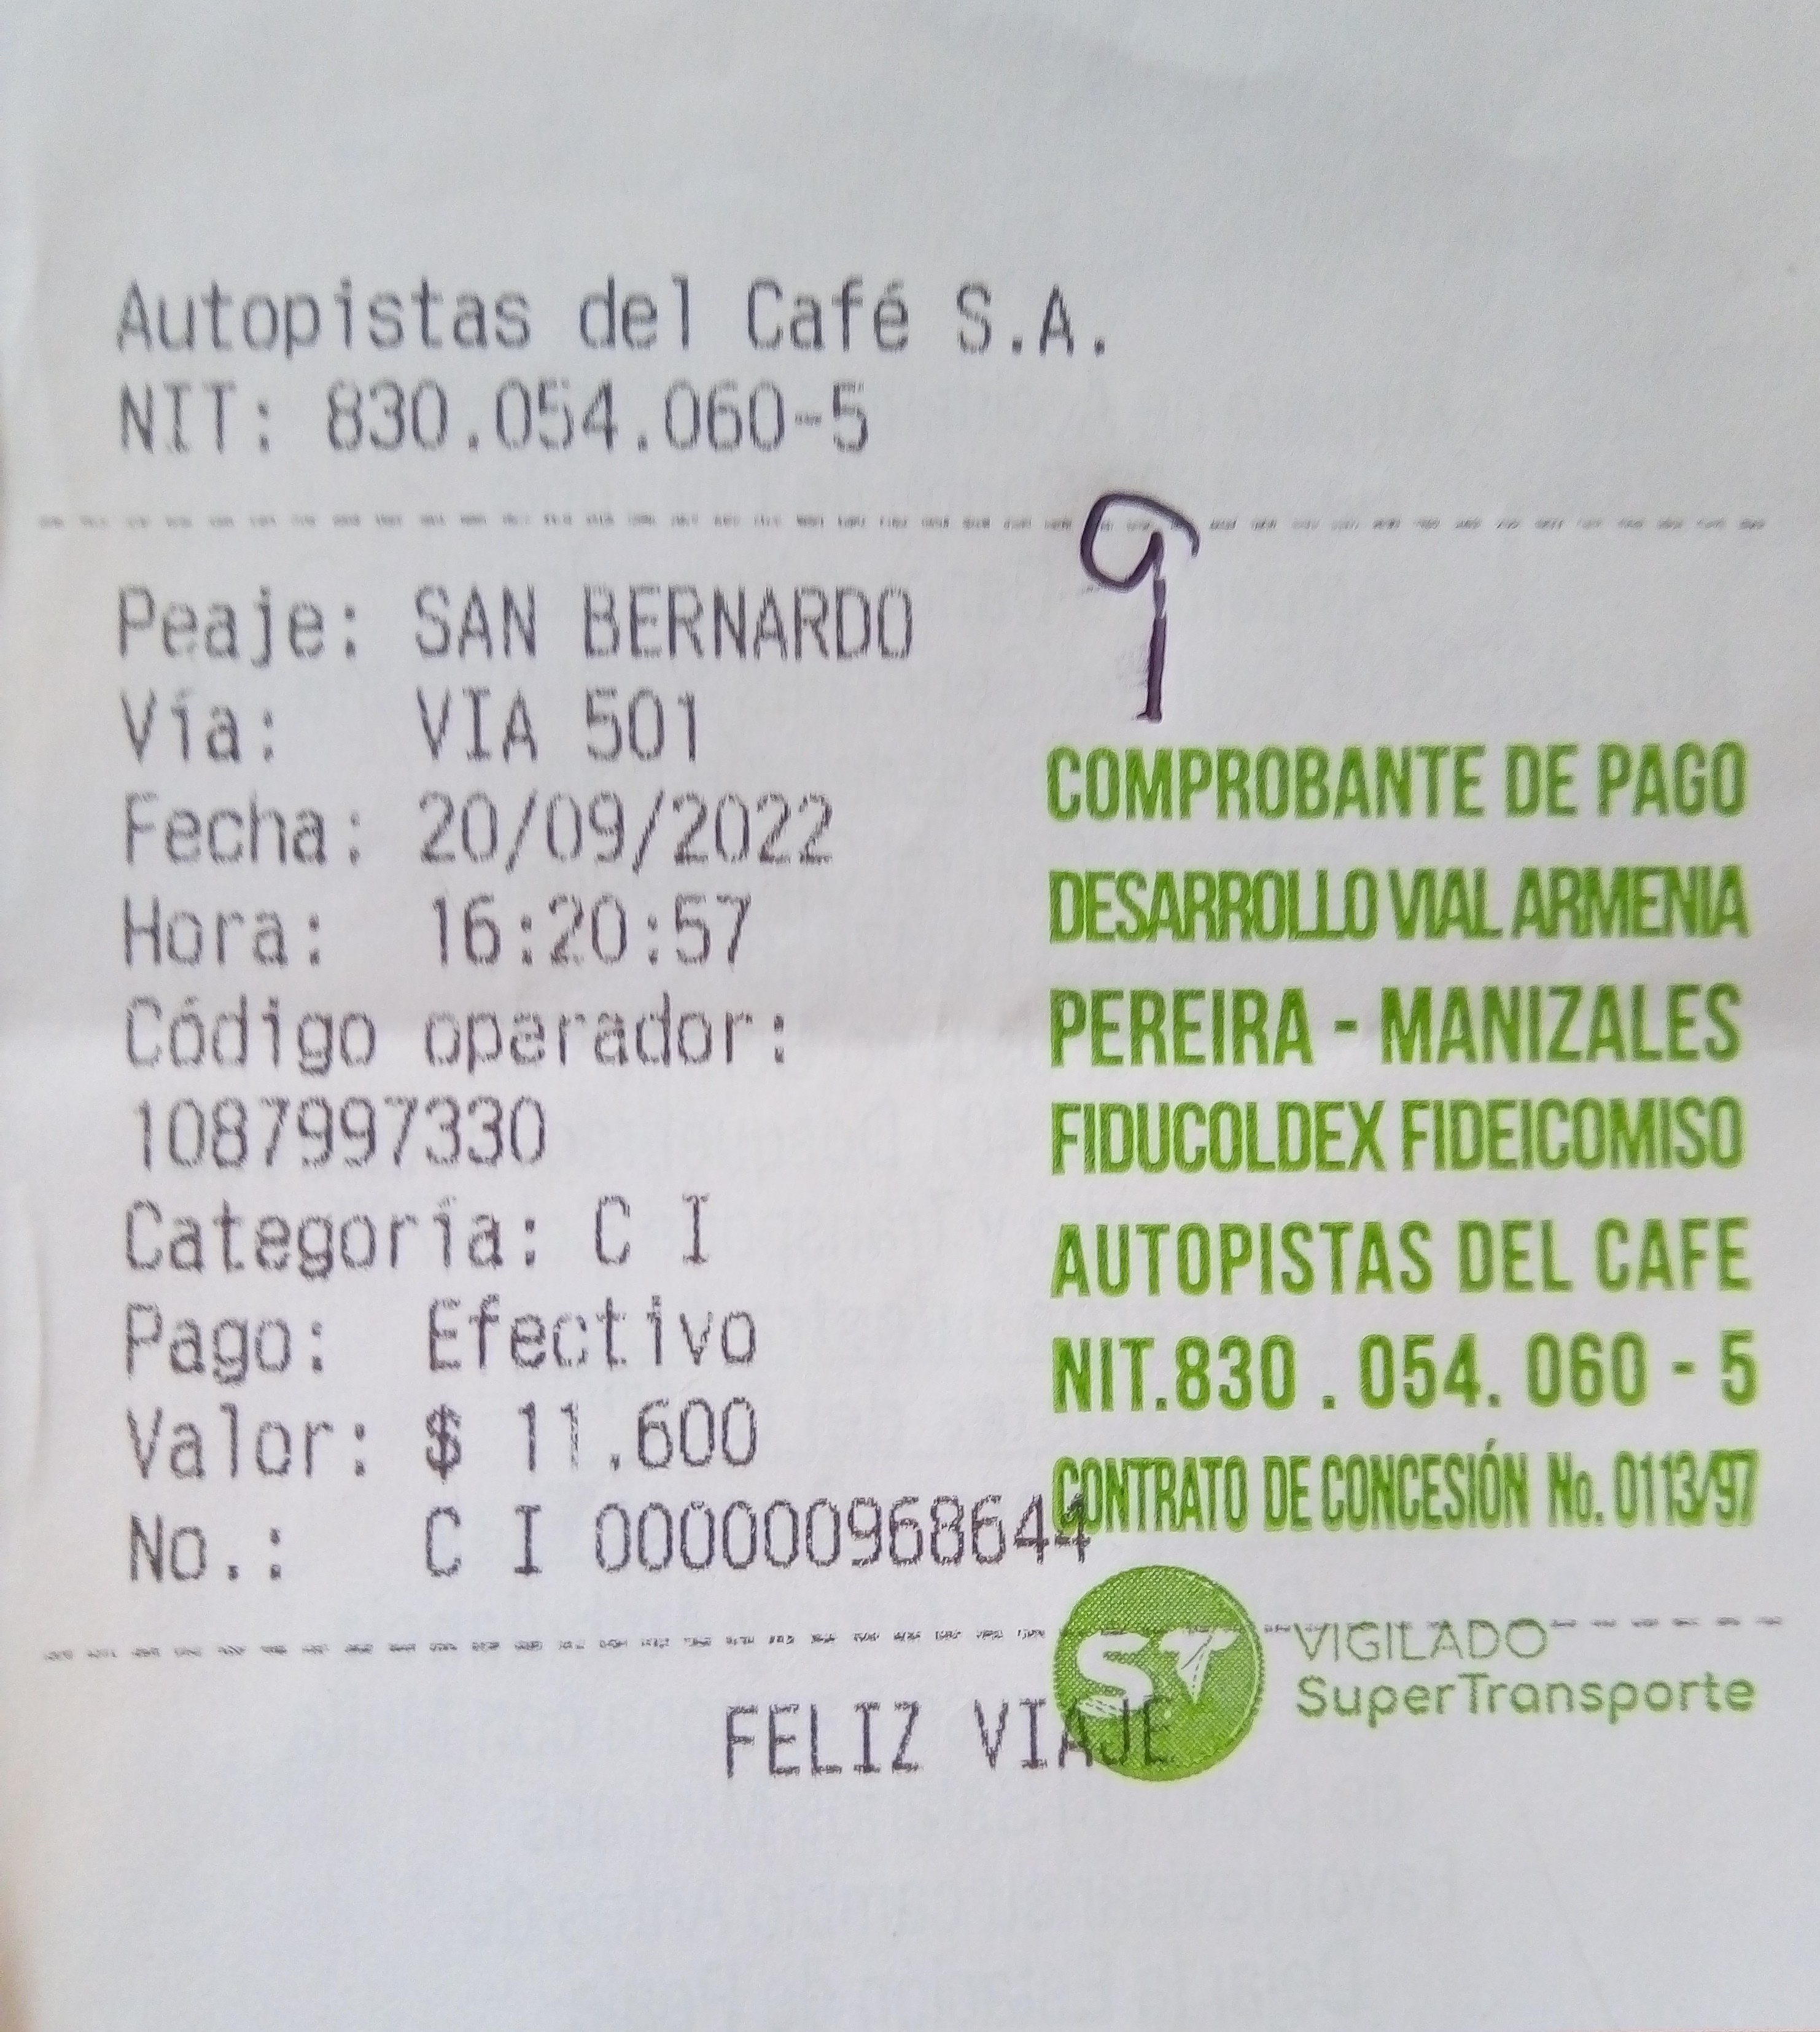 Autopistas del Café S.A.
NIT: 830.054.060-5
9
Peaje: SAN BERNARDO
Vía: VIA 501
Fecha: 20/09/2022
Hora: 16:20:57
Código operador:
1087997330
Categoría: C I
Pago: Efectivo
Valor: $ 11.600
No.: C I 000000968644
FELIZ VIAJE
COMPROBANTE DE PAGO
DESARROLLO VIAL ARMENIA
PEREIRA - MANIZALES
FIDUCOLDEX FIDEICOMISO
AUTOPISTAS DEL CAFE
NIT.830 . 054. 060 - 5
CONTRATO DE CONCESIÓN No. 0113/97
ST
VIGILADO
SuperTransporte